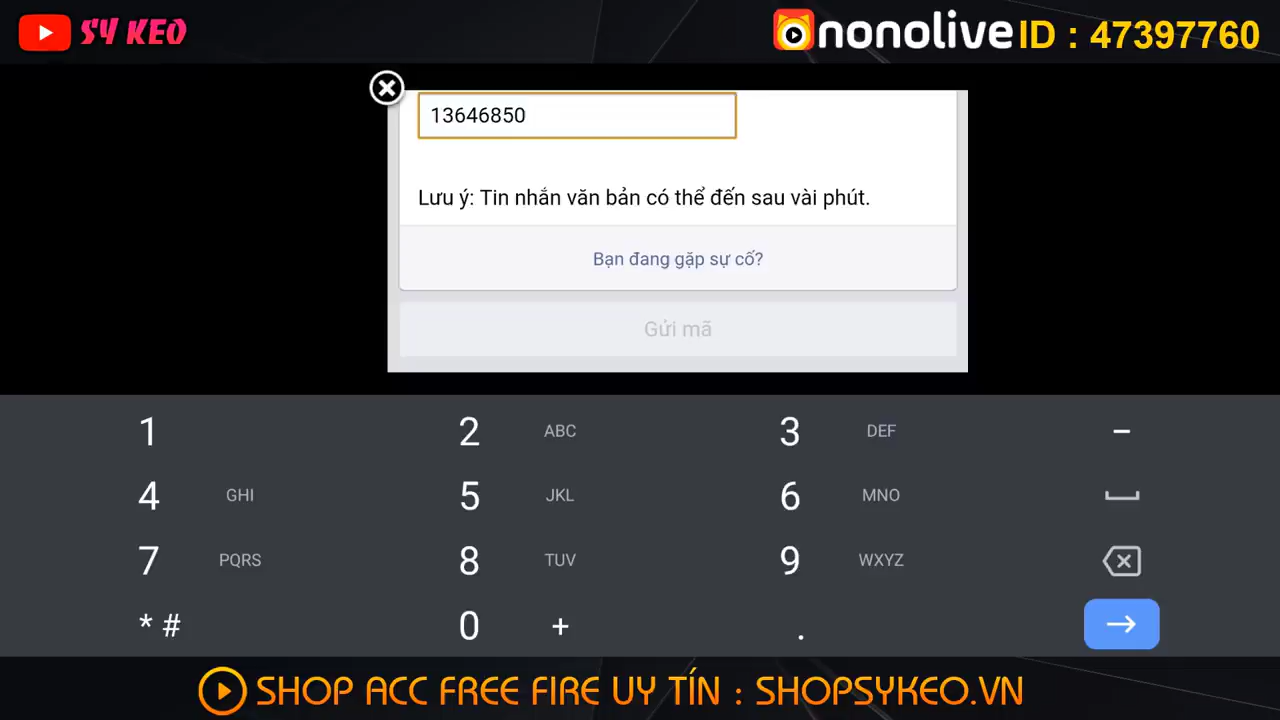 SY KEO
nonolive ID : 47397760
13646850
Lưu ý: Tin nhắn văn bản có thể đến sau vài phút.
Bạn đang gặp sự cố?
Gửi mã
1 2 ABC 3 DEF -
4 GHI 5 JKL 6 MNO
7 PQRS 8 TUV 9 WXYZ
* # 0 + .
SHOP ACC FREE FIRE UY TÍN : SHOPSYKEO.VN